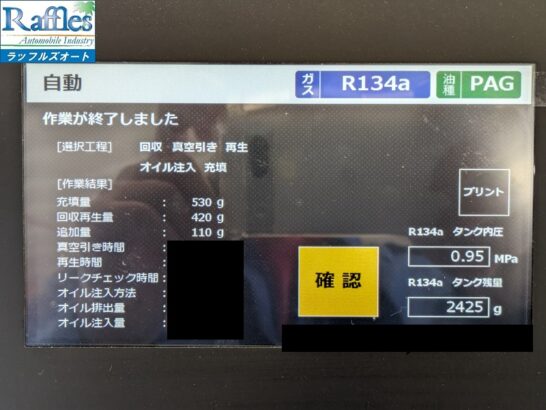 Raffles
Automobile Industry
ラッフルズオート
自動
ガス R134a
油種 PAG
作業が終了しました
[選択工程] 回収 真空引き 再生
オイル注入 充填
[作業結果]
充填量 : 530 g
回収再生量 : 420 g
追加量 : 110 g
真空引き時間 :
再生時間 :
リークチェック時間 :
オイル注入方法 :
オイル排出量 :
オイル注入量 :
プリント
R134a タンク内圧
0.95 MPa
確認
R134a タンク残量
2425 g